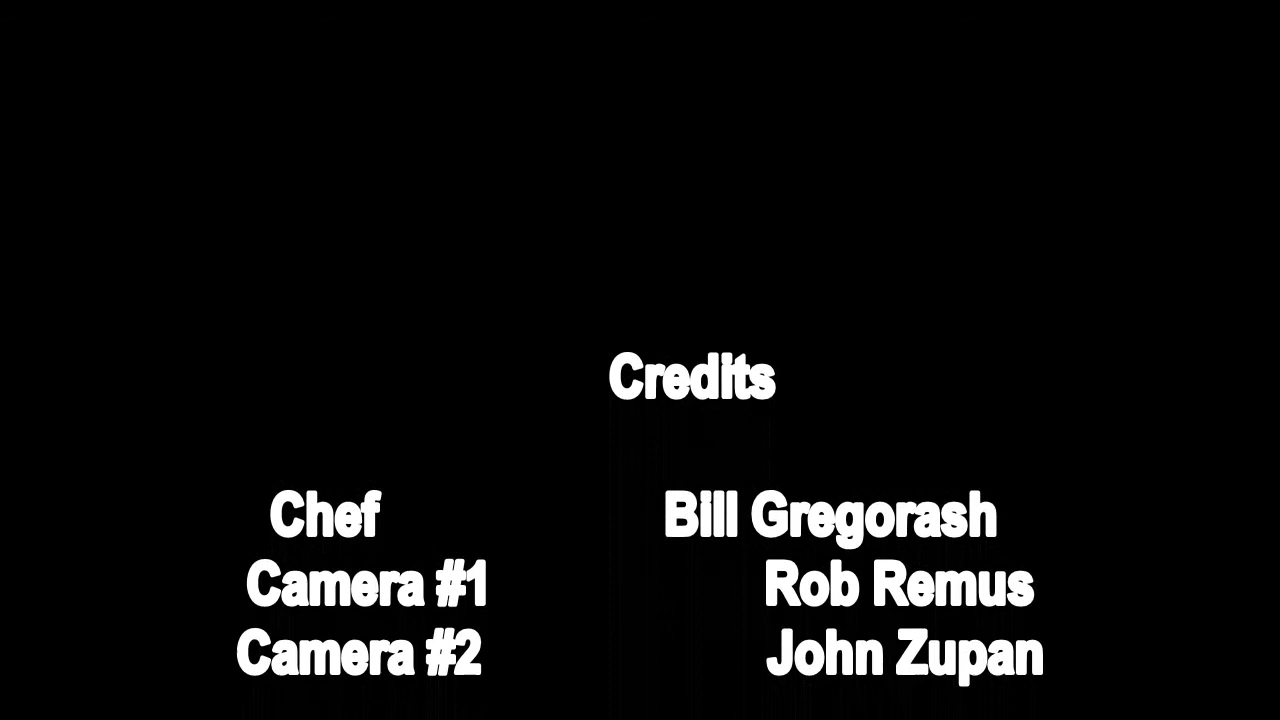 Credits
Chef Bill Gregorash
Camera #1 Rob Remus
Camera #2 John Zupan